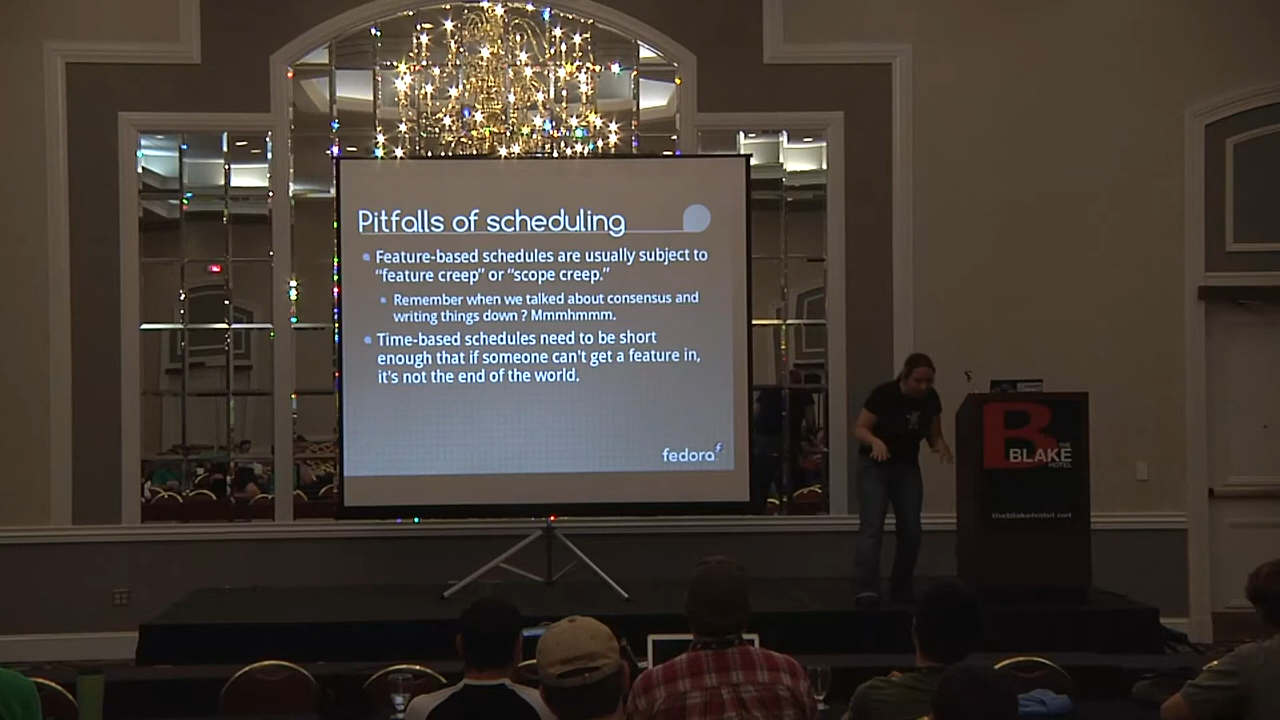 Pitfalls of scheduling
Feature-based schedules are usually subject to
“feature creep” or “scope creep.”
Remember when we talked about consensus and
writing things down ? Mmmhmmm.
Time-based schedules need to be short
enough that if someone can't get a feature in,
it's not the end of the world.
fedora
B
THE
BLAKE
HOTEL
theblakehotel.net